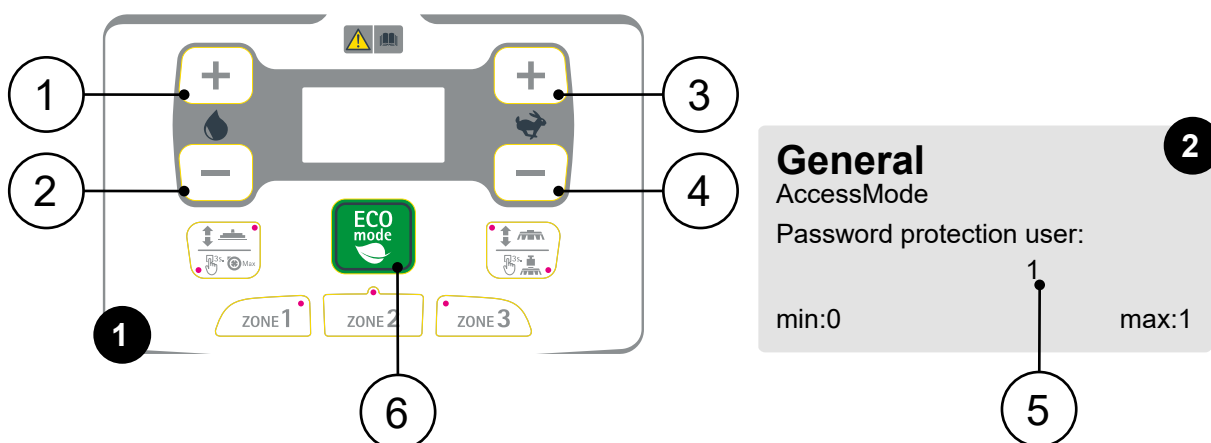 1
+
+
3
2
−
−
4
ECO
mode
3s.
Max
3s.
ZONE 1
ZONE 2
ZONE 3
1
6
2
General
AccessMode
Password protection user:
1
min:0
max:1
5